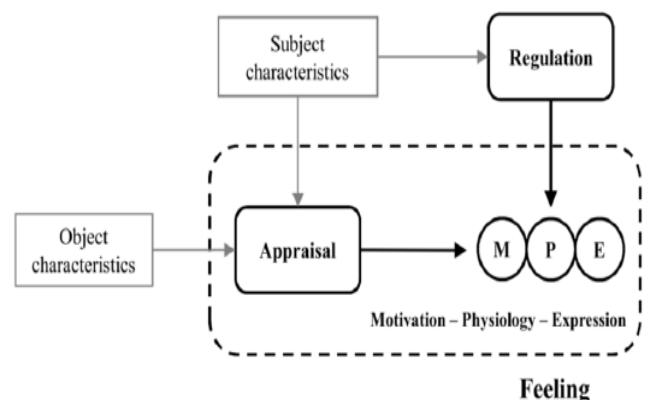 Subject
characteristics
Regulation
Object
characteristics
Appraisal
M P E
Motivation – Physiology – Expression
Feeling